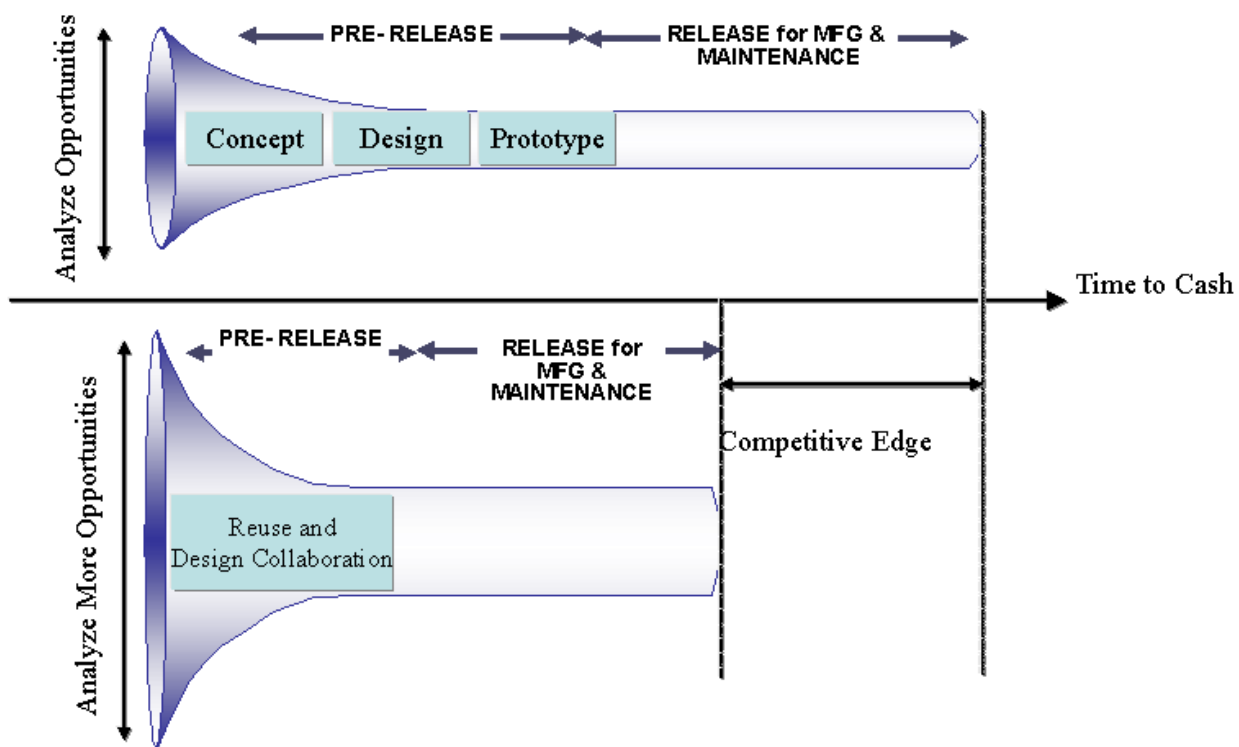 PRE- RELEASE
RELEASE for MFG &
MAINTENANCE
Analyze Opportunities
Concept
Design
Prototype
Time to Cash
PRE- RELEASE
RELEASE for
MFG &
MAINTENANCE
Analyze More Opportunities
Competitive Edge
Reuse and
Design Collaboration